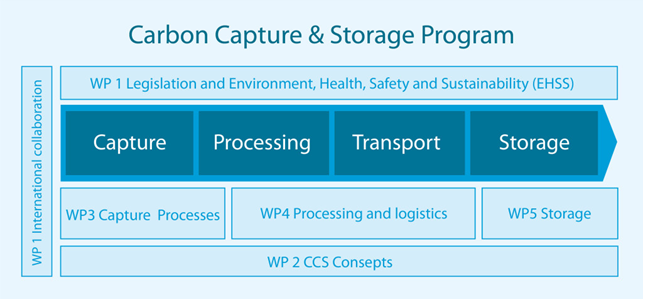 Carbon Capture & Storage Program
WP 1 International collaboration
WP 1 Legislation and Environment, Health, Safety and Sustainability (EHSS)
Capture
Processing
Transport
Storage
WP3 Capture Processes
WP4 Processing and logistics
WP5 Storage
WP 2 CCS Consepts